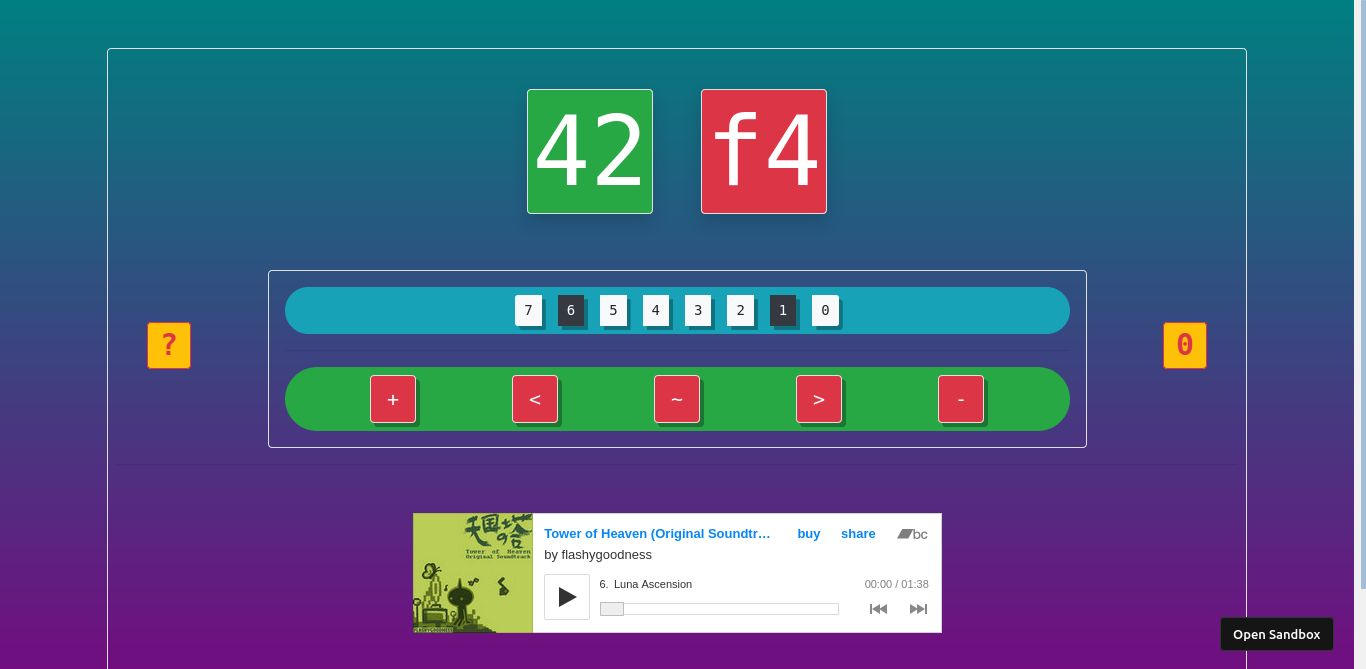 42 f4
7 6 5 4 3 2 1 0
? 0
+ < ~ > -
天国の塔
Tower of Heaven
Original Soundtrack
Tower of Heaven (Original Soundtr… buy share bc
by flashygoodness
6. Luna Ascension 00:00 / 01:38
FLASHYGOODNESS
Open Sandbox